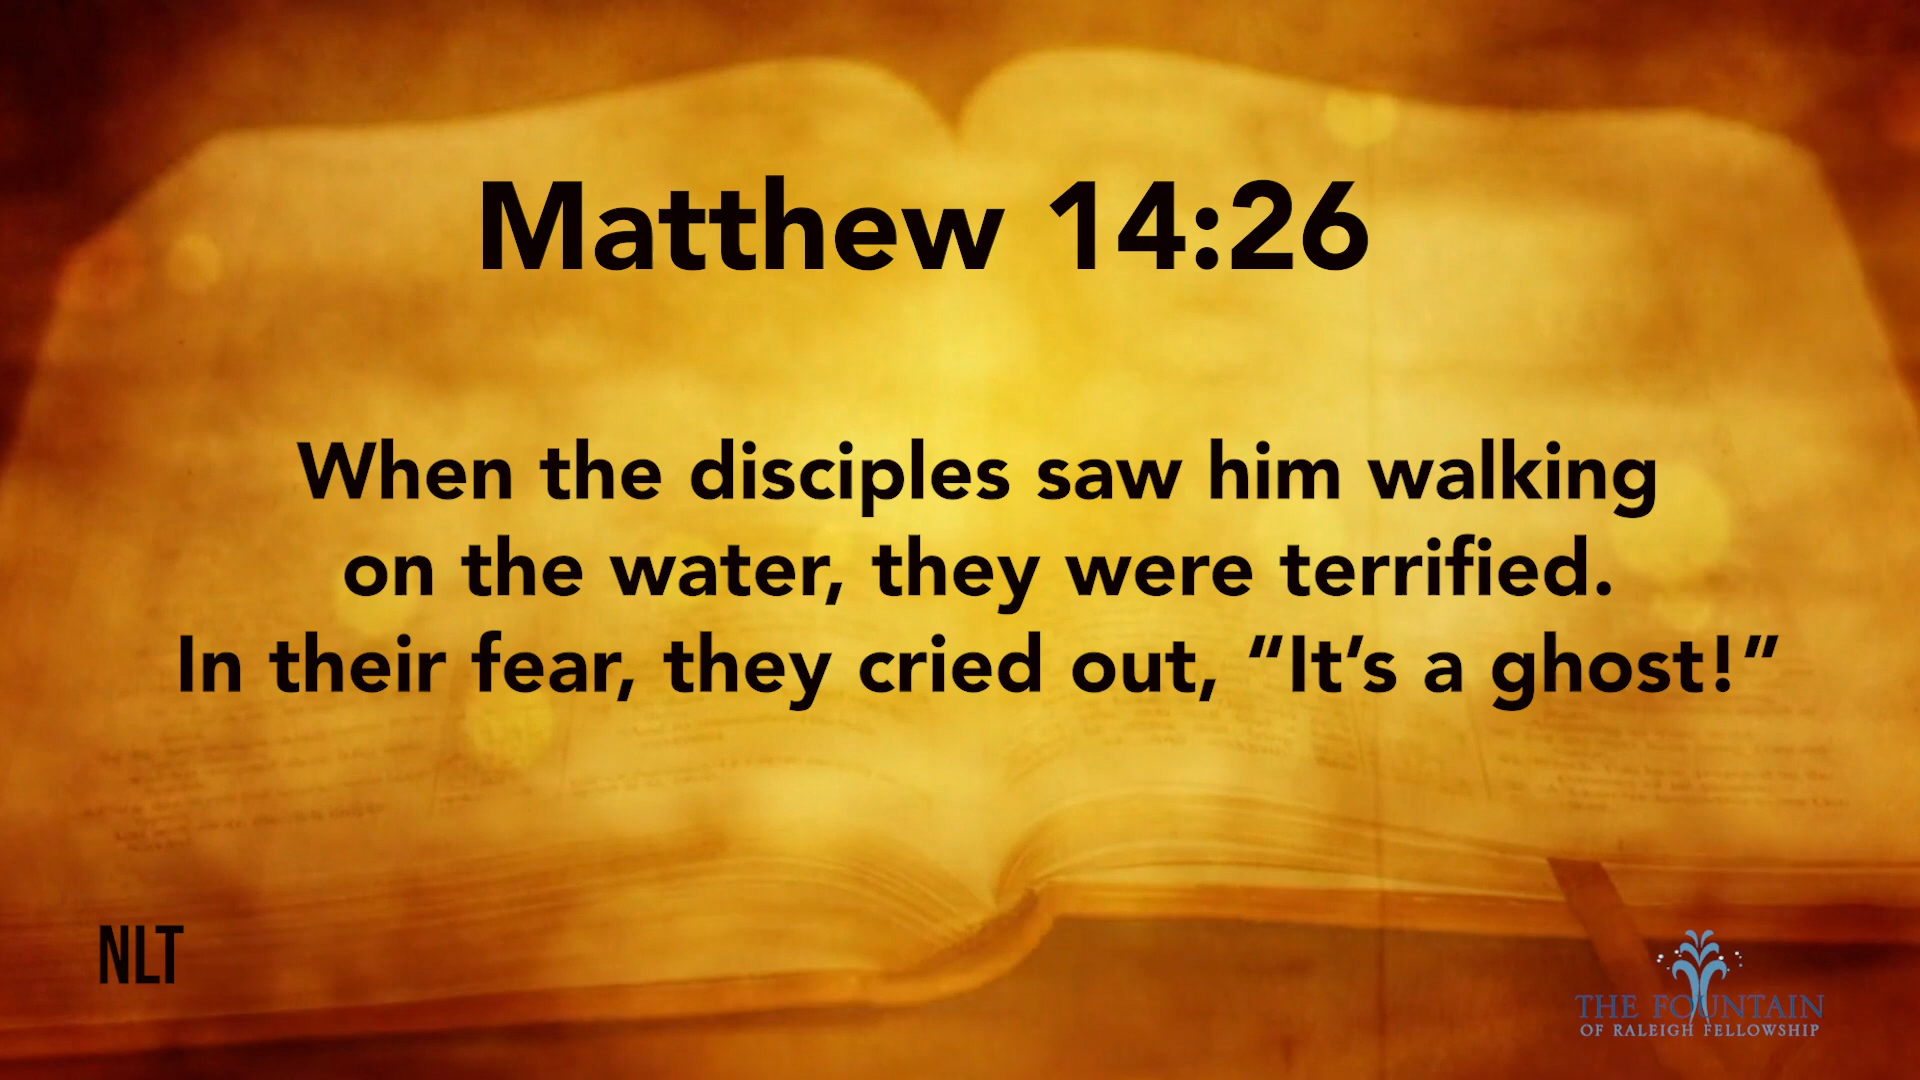 Matthew 14:26
When the disciples saw him walking
on the water, they were terrified.
In their fear, they cried out, “It’s a ghost!”
NLT
THE FOUNTAIN
OF RALEIGH FELLOWSHIP